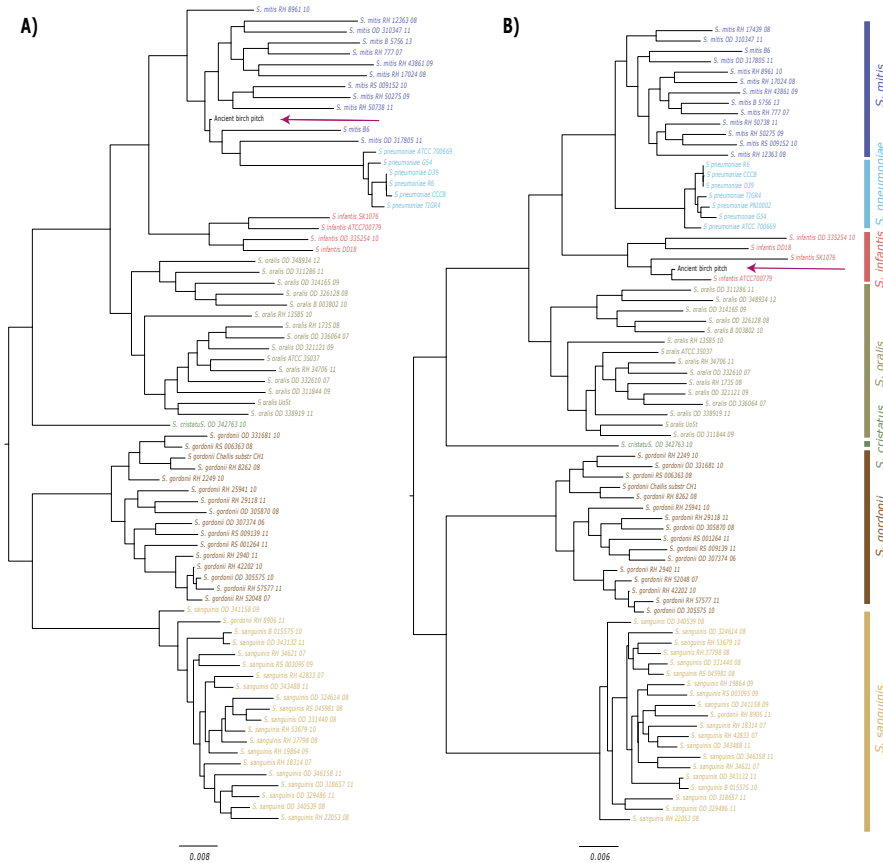 A)
S. mitis RH 8961 10
S. mitis RH 12363 08
S. mitis OD 310347 11
S. mitis B 5756 13
S. mitis RH 777 07
S. mitis RH 43861 09
S. mitis RH 17024 08
S. mitis RS 009152 10
S. mitis RH 50275 09
S. mitis RH 50738 11
Ancient birch pitch
S mitis B6
S. mitis OD 317805 11
S pneumoniae ATCC 700669
S pneumoniae G54
S pneumoniae D39
S pneumoniae R6
S pneumoniae CCCB
S pneumoniae TIGR4
S infantis SK1076
S infantis ATCC700779
S. infantis OD 335254 10
S infantis DD18
S. oralis OD 348934 12
S. oralis OD 311286 11
S. oralis OD 314165 09
S. oralis OD 326128 08
S. oralis B 003802 10
S. oralis RH 13585 10
S. oralis RH 1735 08
S. oralis OD 336064 07
S. oralis OD 321121 09
S oralis ATCC 35037
S. oralis RH 34706 11
S. oralis OD 332610 07
S. oralis OD 311844 09
S oralis UoSt
S. oralis OD 338919 11
S. cristatuS. OD 342763 10
S. gordonii OD 331681 10
S. gordonii RS 006363 08
S gordonii Challis substr CH1
S. gordonii RH 8262 08
S. gordonii RH 2249 10
S. gordonii RH 25941 10
S. gordonii RH 29118 11
S. gordonii OD 305870 08
S. gordonii OD 307374 06
S. gordonii RS 009139 11
S. gordonii RS 001264 11
S. gordonii RH 2940 11
S. gordonii RH 42202 10
S. gordonii OD 305575 10
S. gordonii RH 57577 11
S. gordonii RH 52048 07
S. sanguinis OD 341158 09
S. gordonii RH 8906 11
S. sanguinis B 015575 10
S. sanguinis OD 343132 11
S. sanguinis RH 34621 07
S. sanguinis RS 003095 09
S. sanguinis RH 42833 07
S. sanguinis OD 343488 11
S. sanguinis OD 324614 08
S. sanguinis RS 045981 08
S. sanguinis OD 331440 08
S. sanguinis RH 53679 10
S. sanguinis RH 37798 08
S. sanguinis RH 19864 09
S. sanguinis RH 18314 07
S. sanguinis OD 346158 11
S. sanguinis OD 318657 11
S. sanguinis OD 329486 11
S. sanguinis OD 340539 08
S. sanguinis RH 22053 08
0.008
B)
S. mitis RH 17439 08
S. mitis OD 310347 11
S mitis B6
S. mitis OD 317805 11
S. mitis RH 8961 10
S. mitis RH 17024 08
S. mitis RH 43861 09
S. mitis B 5756 13
S. mitis RH 777 07
S. mitis RH 50738 11
S. mitis RH 50275 09
S. mitis RS 009152 10
S. mitis RH 12363 08
S pneumoniae R6
S pneumoniae CCCB
S pneumoniae D39
S pneumoniae TIGR4
S pneumoniae PNI0002
S pneumoniae G54
S pneumoniae ATCC 700669
S. infantis OD 335254 10
S infantis DD18
S infantis SK1076
Ancient birch pitch
S infantis ATCC700779
S. oralis OD 311286 11
S. oralis OD 348934 12
S. oralis OD 314165 09
S. oralis OD 326128 08
S. oralis B 003802 10
S. oralis RH 13585 10
S oralis ATCC 35037
S. oralis RH 34706 11
S. oralis OD 332610 07
S. oralis RH 1735 08
S. oralis OD 321121 09
S. oralis OD 336064 07
S. oralis OD 338919 11
S oralis UoSt
S. oralis OD 311844 09
S. cristatuS. OD 342763 10
S. gordonii RH 2249 10
S. gordonii OD 331681 10
S. gordonii RS 006363 08
S gordonii Challis substr CH1
S. gordonii RH 8262 08
S. gordonii RH 25941 10
S. gordonii RH 29118 11
S. gordonii OD 305870 08
S. gordonii RS 001264 11
S. gordonii RS 009139 11
S. gordonii OD 307374 06
S. gordonii RH 2940 11
S. gordonii RH 52048 07
S. gordonii RH 42202 10
S. gordonii RH 57577 11
S. gordonii OD 305575 10
S. sanguinis OD 340539 08
S. sanguinis OD 324614 08
S. sanguinis RH 53679 10
S. sanguinis RH 37798 08
S. sanguinis OD 331440 08
S. sanguinis RS 045981 08
S. sanguinis RH 19864 09
S. sanguinis RS 003095 09
S. sanguinis OD 341158 09
S. gordonii RH 8906 11
S. sanguinis RH 18314 07
S. sanguinis RH 42833 07
S. sanguinis OD 343488 11
S. sanguinis OD 346158 11
S. sanguinis RH 34621 07
S. sanguinis OD 343132 11
S. sanguinis B 015575 10
S. sanguinis OD 318657 11
S. sanguinis OD 329486 11
S. sanguinis RH 22053 08
0.006
S. mitis
S. pneumoniae
S. infantis
S. oralis
S. cristatus
S. gordonii
S. sanguinis